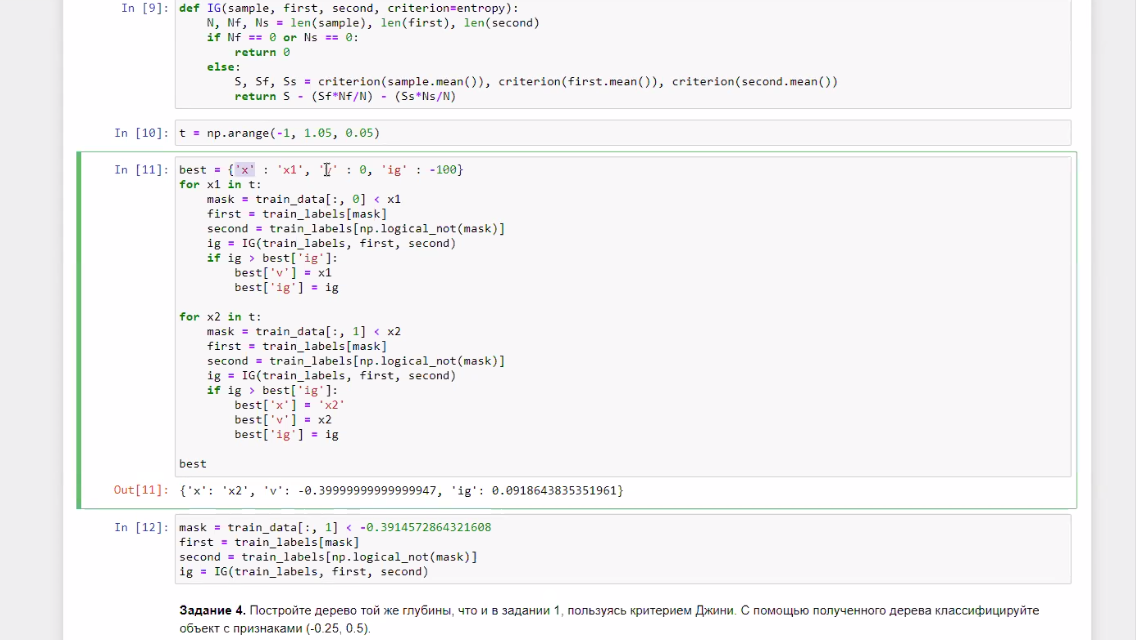 In [9]: def IG(sample, first, second, criterion=entropy):
N, Nf, Ns = len(sample), len(first), len(second)
if Nf == 0 or Ns == 0:
return 0
else:
S, Sf, Ss = criterion(sample.mean()), criterion(first.mean()), criterion(second.mean())
return S - (Sf*Nf/N) - (Ss*Ns/N)
In [10]: t = np.arange(-1, 1.05, 0.05)
In [11]: best = {'x' : 'x1', 'v' : 0, 'ig' : -100}
for x1 in t:
mask = train_data[:, 0] < x1
first = train_labels[mask]
second = train_labels[np.logical_not(mask)]
ig = IG(train_labels, first, second)
if ig > best['ig']:
best['v'] = x1
best['ig'] = ig
for x2 in t:
mask = train_data[:, 1] < x2
first = train_labels[mask]
second = train_labels[np.logical_not(mask)]
ig = IG(train_labels, first, second)
if ig > best['ig']:
best['x'] = 'x2'
best['v'] = x2
best['ig'] = ig
best
Out[11]: {'x': 'x2', 'v': -0.39999999999999947, 'ig': 0.0918643835351961}
In [12]: mask = train_data[:, 1] < -0.3914572864321608
first = train_labels[mask]
second = train_labels[np.logical_not(mask)]
ig = IG(train_labels, first, second)
Задание 4. Постройте дерево той же глубины, что и в задании 1, пользуясь критерием Джини. С помощью полученного дерева классифицируйте
объект с признаками (-0.25, 0.5).